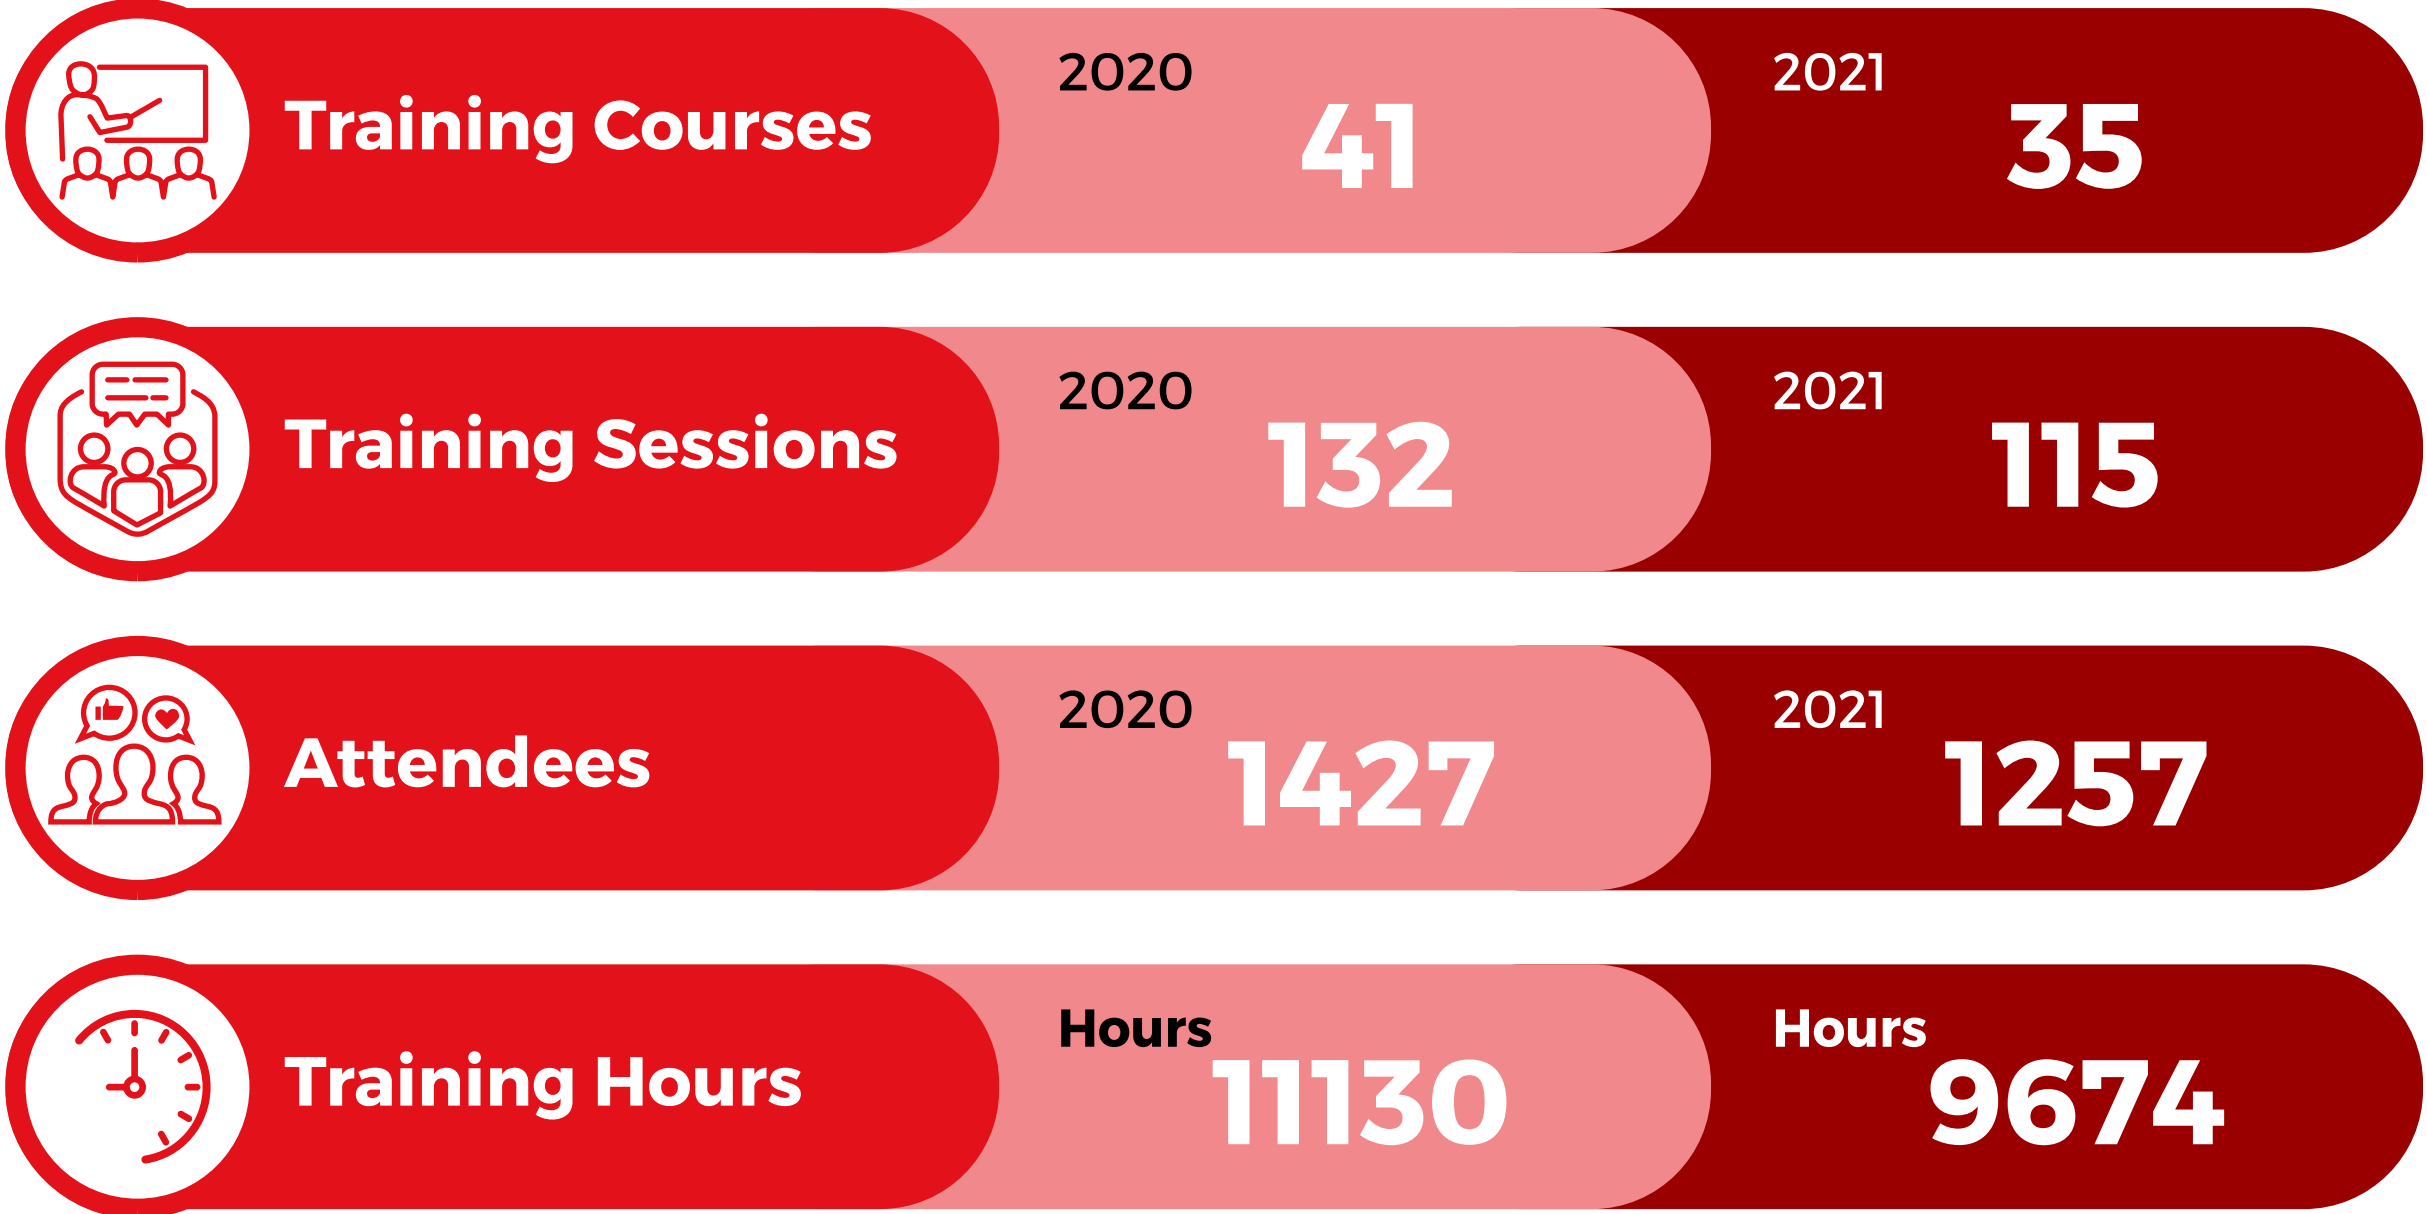 Training Courses
2020
41
2021
35
Training Sessions
2020
132
2021
115
Attendees
2020
1427
2021
1257
Training Hours
Hours
11130
Hours
9674